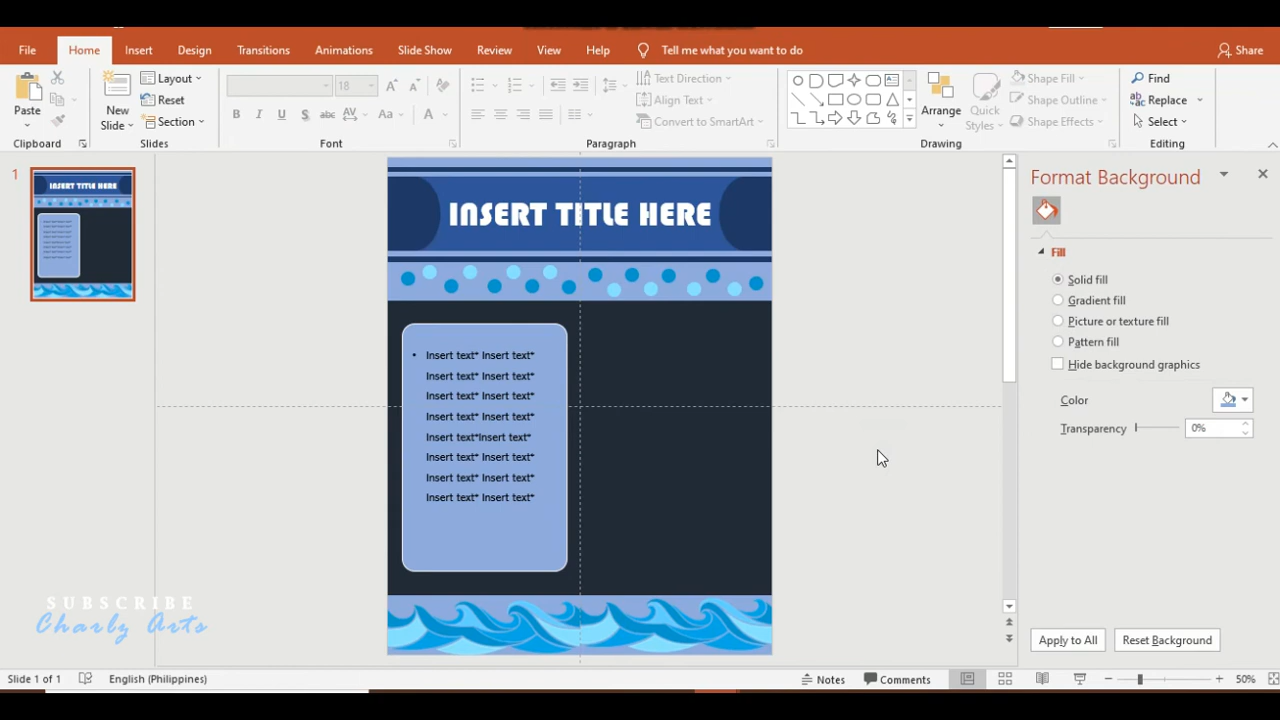 File Home Insert Design Transitions Animations Slide Show Review View Help Tell me what you want to do Share
Paste
Clipboard
New Slide
Layout
Reset
Section
Slides
18
B I U S abc AV Aa A
Font
Text Direction
Align Text
Convert to SmartArt
Paragraph
Arrange
Quick Styles
Shape Fill
Shape Outline
Shape Effects
Drawing
Find
Replace
Select
Editing
1
INSERT TITLE HERE
INSERT TITLE HERE
• Insert text* Insert text*
Insert text* Insert text*
Insert text* Insert text*
Insert text* Insert text*
Insert text*Insert text*
Insert text* Insert text*
Insert text* Insert text*
Insert text* Insert text*
Format Background
Fill
Solid fill
Gradient fill
Picture or texture fill
Pattern fill
Hide background graphics
Color
Transparency 0%
Apply to All Reset Background
SUBSCRIBE
Charly Arts
Slide 1 of 1 English (Philippines) Notes Comments 50%